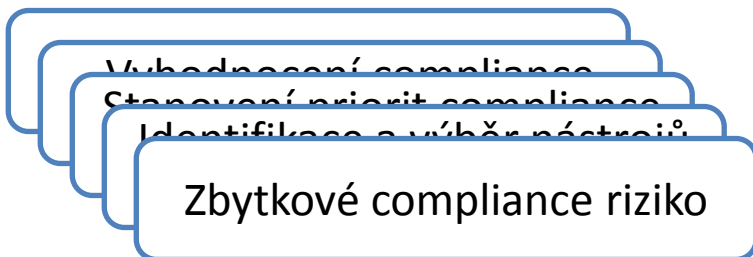 Vyhodnocení compliance
Stanovení priorit compliance
Identifikace a výběr nástrojů
Zbytkové compliance riziko